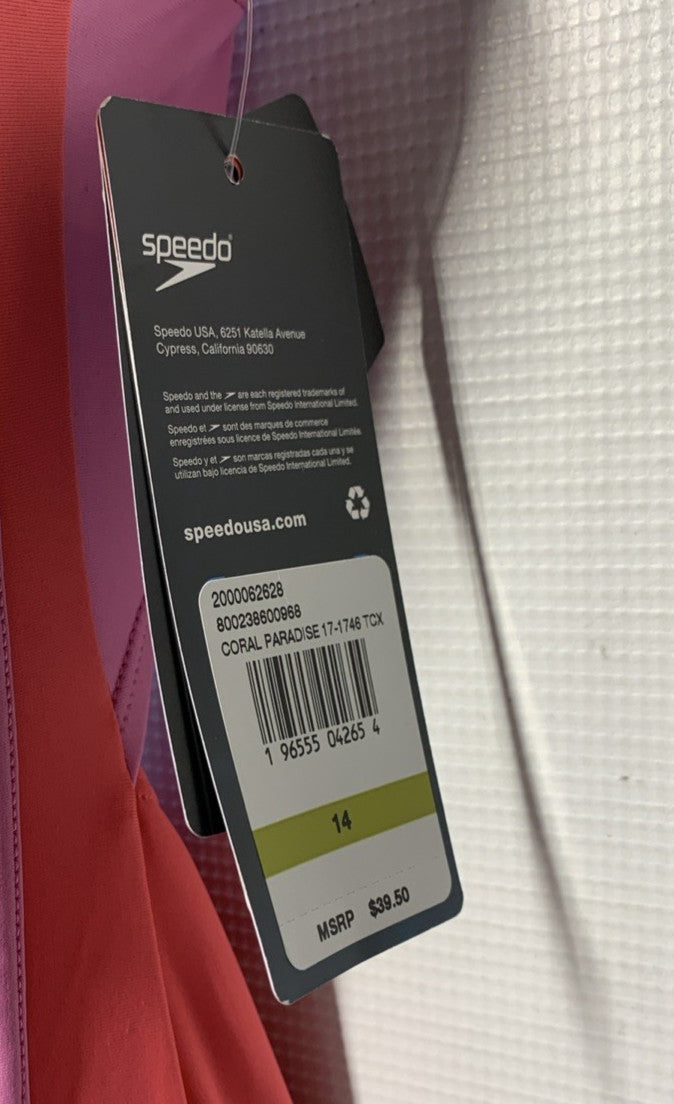 speedo
Speedo USA, 6251 Katella Avenue
Cypress, California 90630
Speedo and the are each registered trademarks of
and used under license from Speedo International Limited.
Speedo et sont des marques de commerce
enregistrées sous licence de Speedo International Limitée
Speedo y et son marcas registradas cada una y se
utilizan bajo licencia de Speedo International Limited.
speedousa.com
2000062628
800238600968
CORAL PARADISE 17-1746 TCX
1 96555 04265 4
14
MSRP $39.50